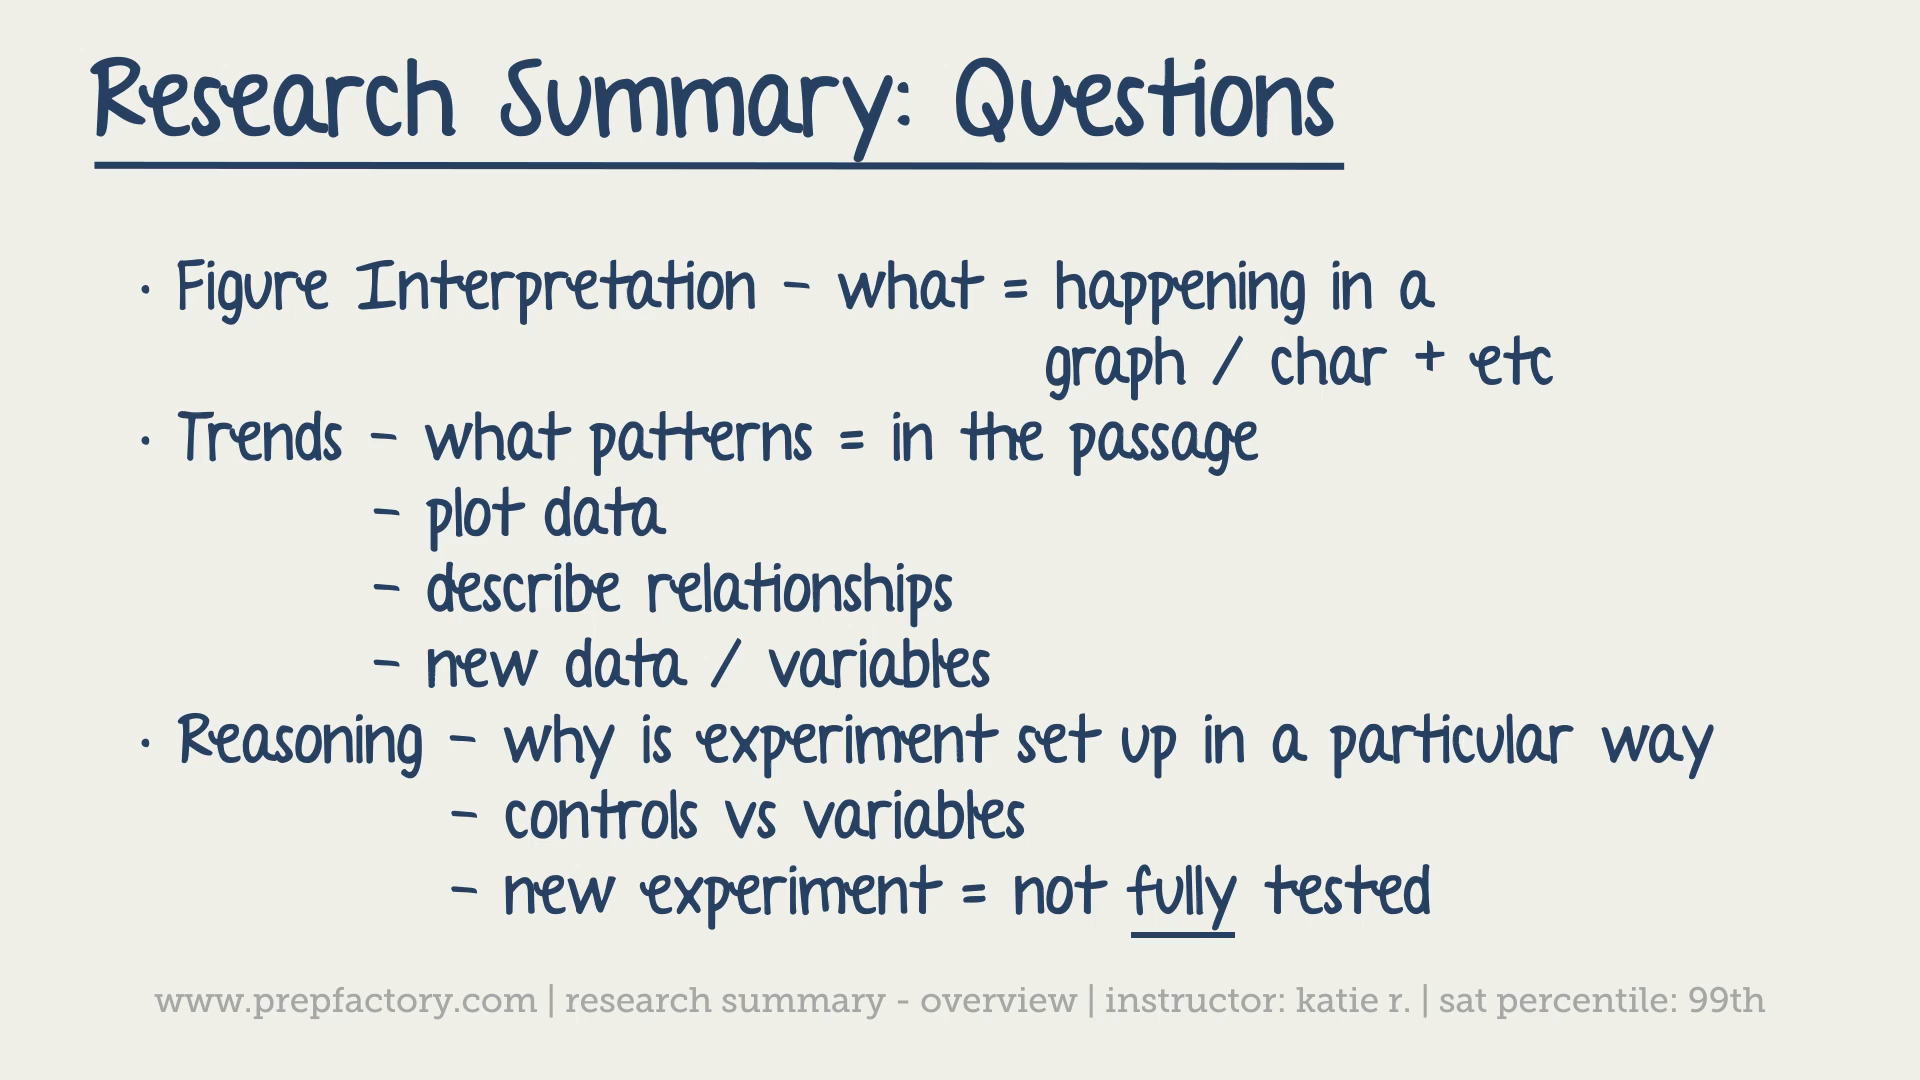 Research Summary: Questions
· Figure Interpretation - what = happening in a
graph / char + etc
· Trends - what patterns = in the passage
- plot data
- describe relationships
- new data / variables
· Reasoning - why is experiment set up in a particular way
- controls vs variables
- new experiment = not fully tested
www.prepfactory.com | research summary - overview | instructor: katie r. | sat percentile: 99th